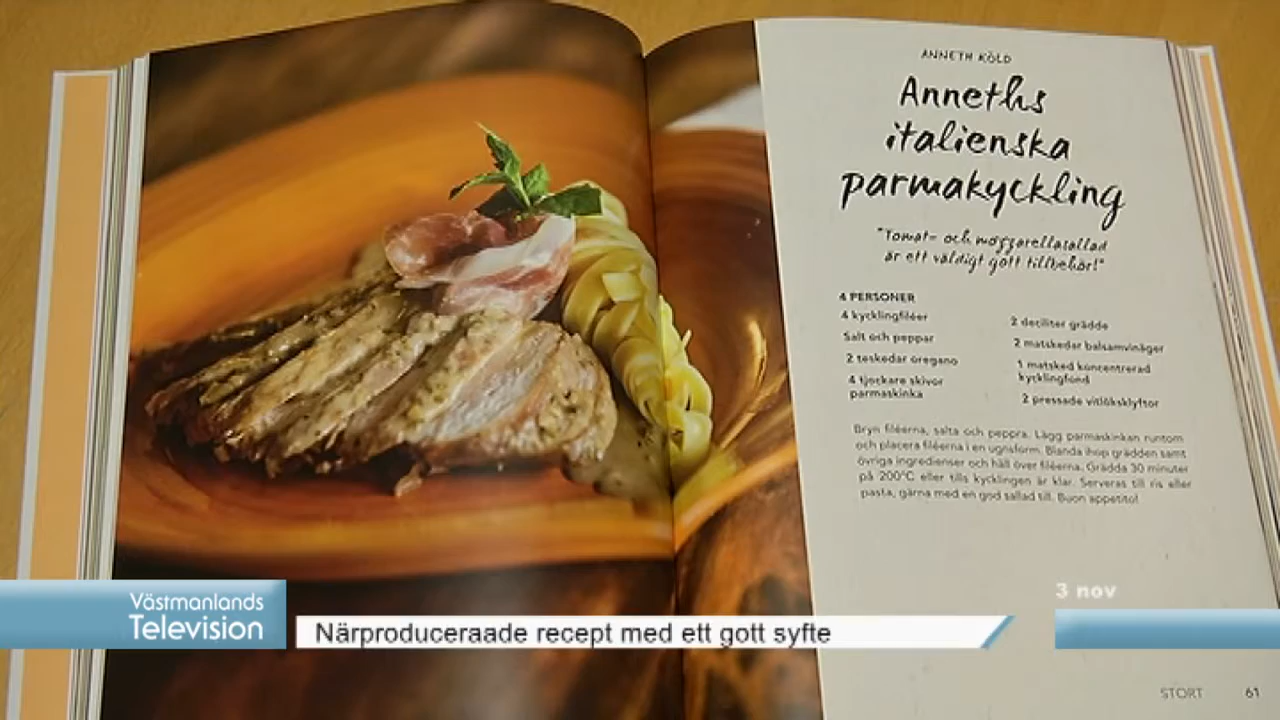 ANNETH KÖLD
Anneths
italienska
parmakyckling
"Tomat- och mozzarellasallad
är ett väldigt gott tillbehör!"
4 PERSONER
4 kycklingfiléer
Salt och peppar
2 teskedar oregano
4 tjockare skivor
parmaskinka
2 deciliter grädde
2 matskedar balsamvinäger
1 matsked koncentrerad
kycklingfond
2 pressade vitlöksklyftor
Bryn filéerna, salta och peppra. Lägg parmaskinkan runtom
och placera filéerna i en ugnsform. Blanda ihop grädden samt
övriga ingredienser och häll över filéerna. Grädda 30 minuter
på 200°C eller tills kycklingen är klar. Serveras till ris eller
pasta, gärna med en god sallad till. Buon appetito!
3 nov
Västmanlands
Television
Närproduceraade recept med ett gott syfte
STORT 61